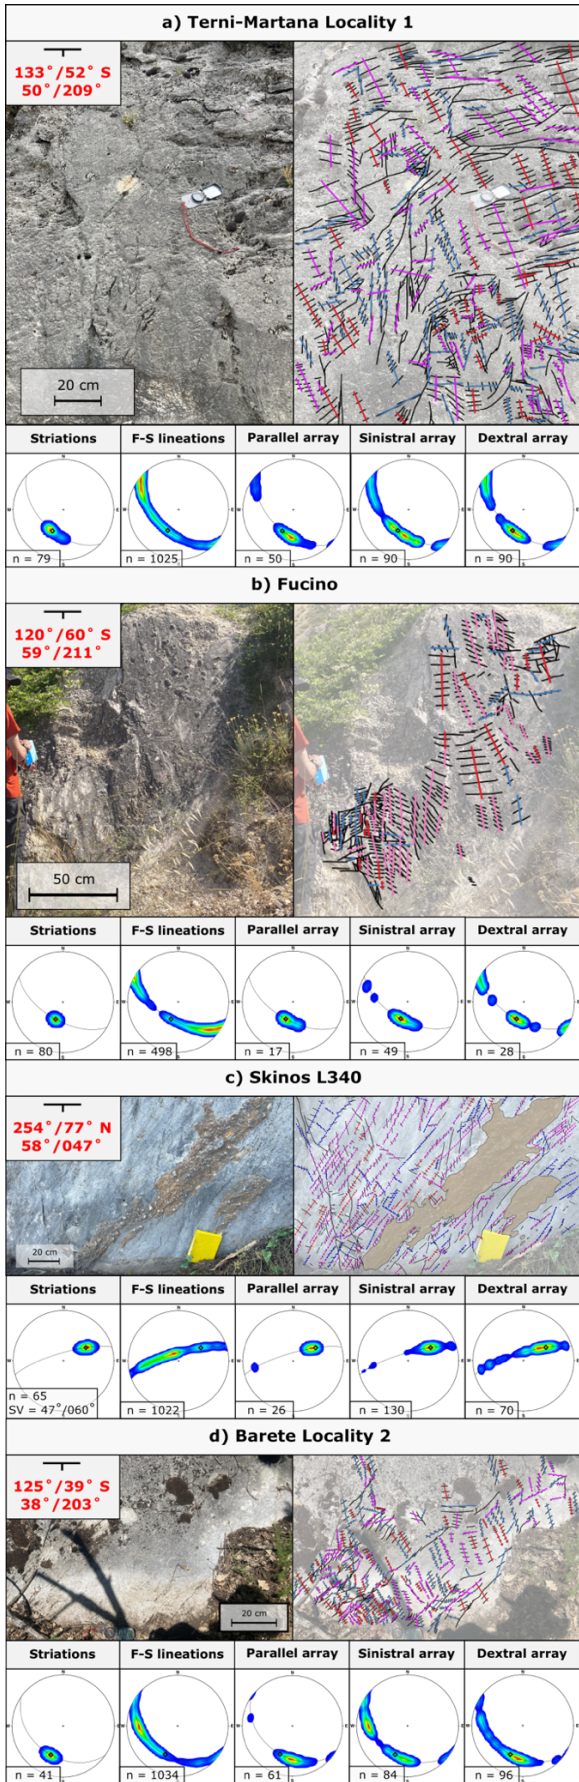 a) Terni-Martana Locality 1
133°/52° S
50°/209°
20 cm
Striations F-S lineations Parallel array Sinistral array Dextral array
N N N N N
W E W E W E W E W E
n = 79 n = 1025 n = 50 n = 90 n = 90
b) Fucino
120°/60° S
59°/211°
50 cm
Striations F-S lineations Parallel array Sinistral array Dextral array
N N N N N
W E W E W E W E W E
n = 80 n = 498 n = 17 n = 49 n = 28
c) Skinos L340
254°/77° N
58°/047°
20 cm
Striations F-S lineations Parallel array Sinistral array Dextral array
N N N N N
W E W E W E W E W E
n = 65
SV = 47°/060° n = 1022 n = 26 n = 130 n = 70
d) Barete Locality 2
125°/39° S
38°/203°
20 cm
Striations F-S lineations Parallel array Sinistral array Dextral array
N N N N N
W E W E W E W E W E
n = 41 n = 1034 n = 61 n = 84 n = 96